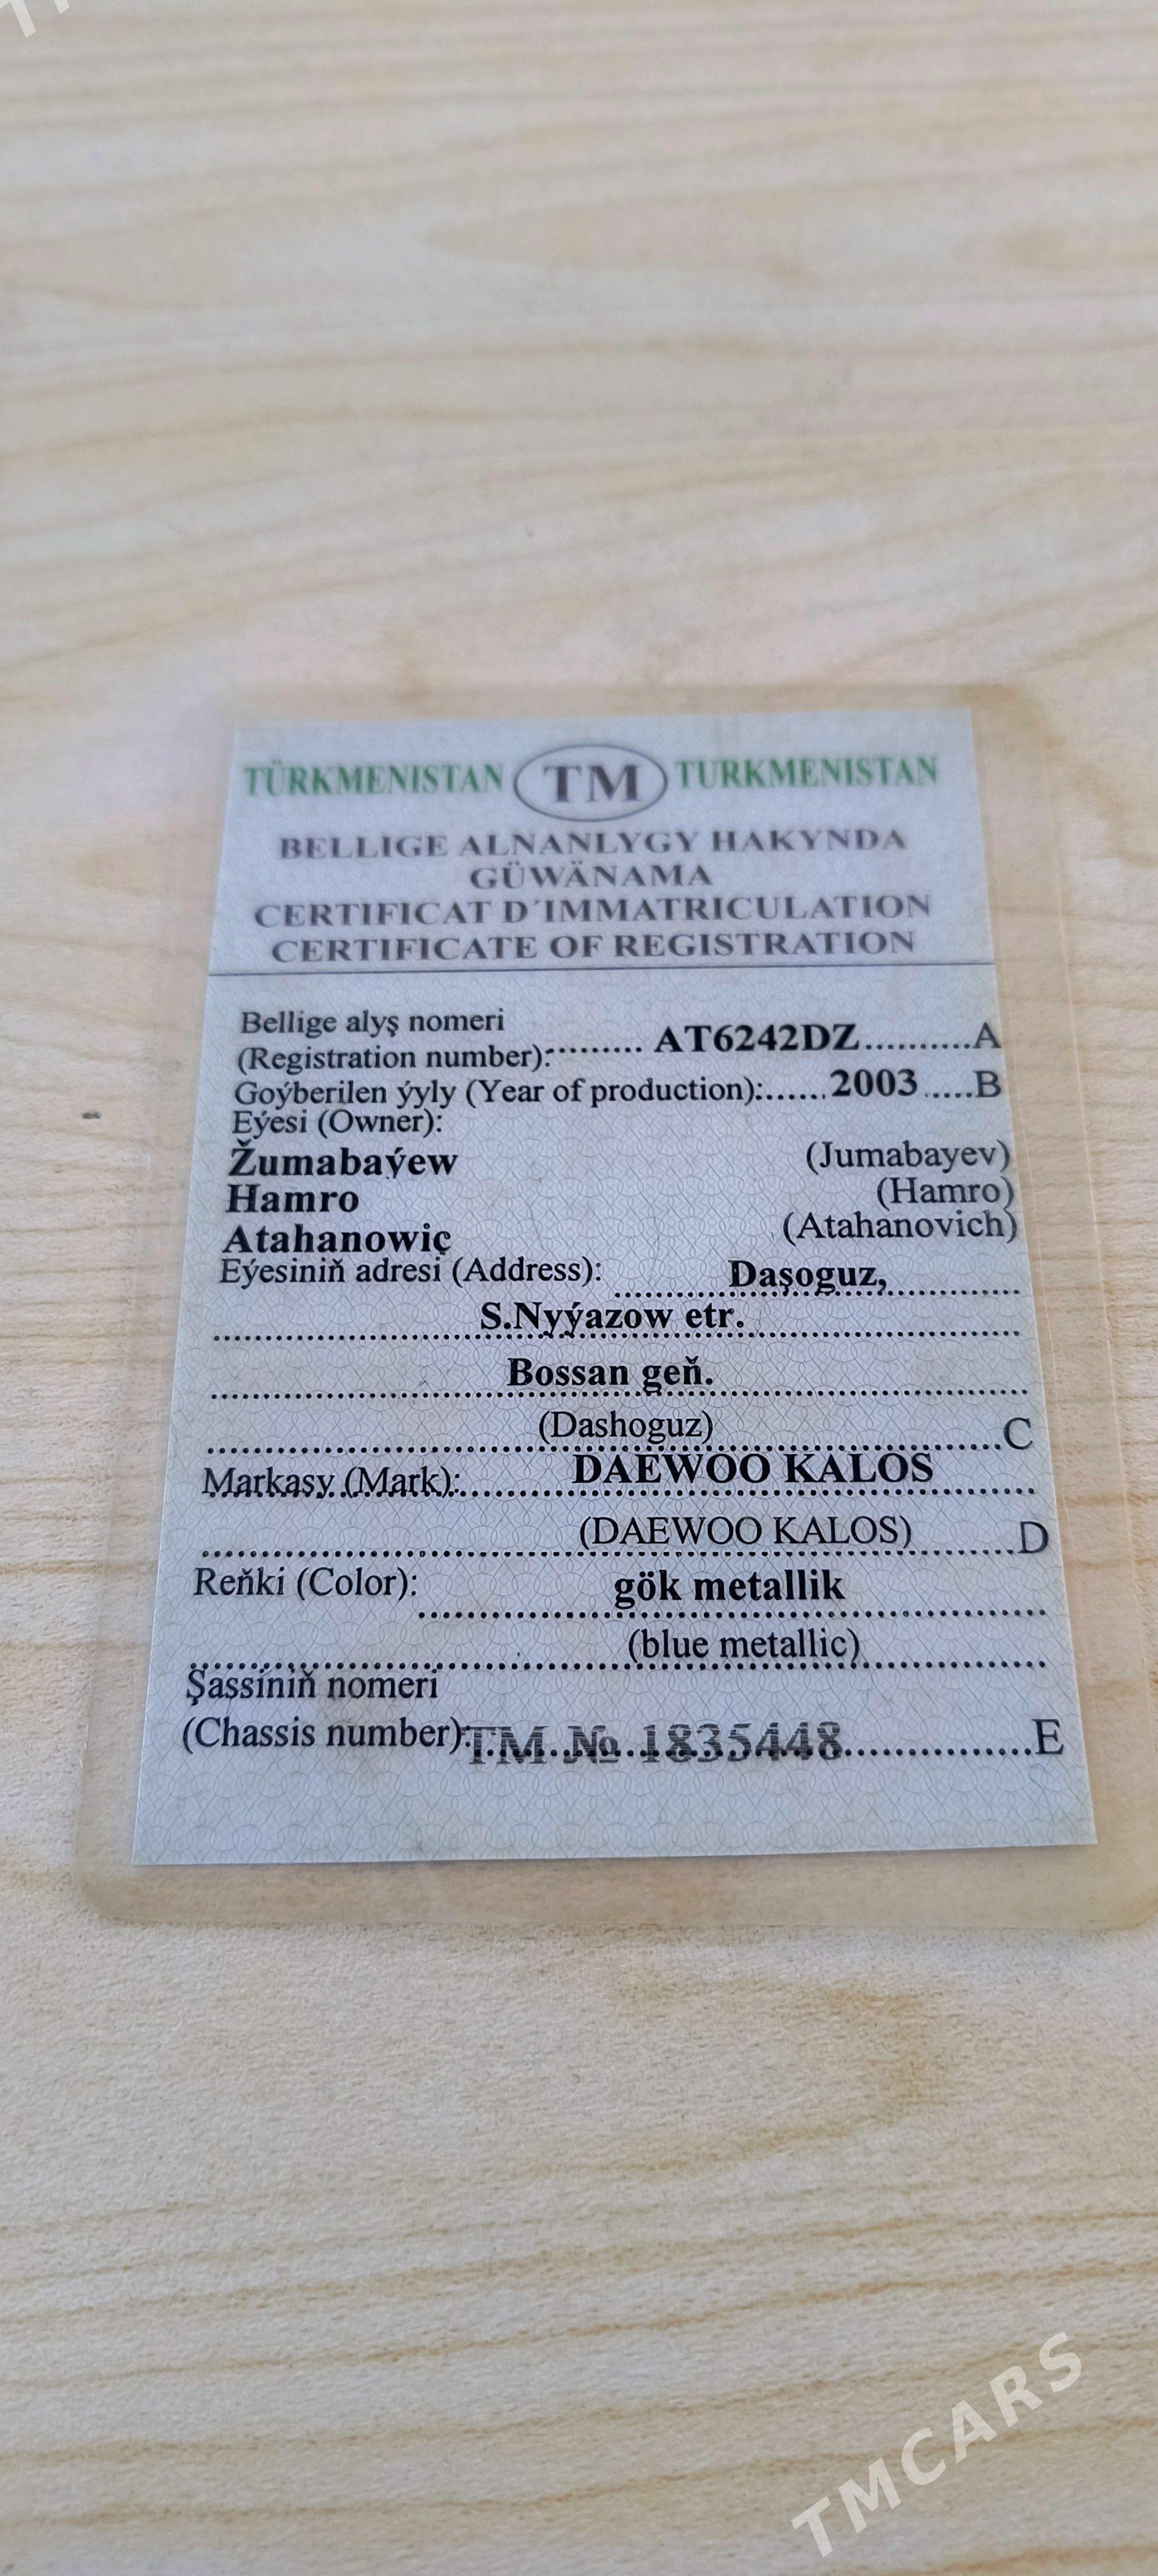 TÜRKMENISTAN TM TURKMENISTAN
BELLIGE ALNANLYGY HAKYNDA
GÜWÄNAMA
CERTIFICAT D'IMMATRICULATION
CERTIFICATE OF REGISTRATION
Bellige alyş nomeri
(Registration number):......... AT6242DZ..........A
Goýberilen ýyly (Year of production):...... 2003 .....B
Eýesi (Owner):
Žumabaýew (Jumabayev)
Hamro (Hamro)
Atahanowiç (Atahanovich)
Eýesiniň adresi (Address): Daşoguz,
S.Nyýazow etr.
Bossan geň.
(Dashoguz) C
Markasy (Mark): DAEWOO KALOS
(DAEWOO KALOS) D
Reňki (Color): gök metallik
(blue metallic)
Şassiniň nomeri
(Chassis number): TM № 1835448 E
TMCARS